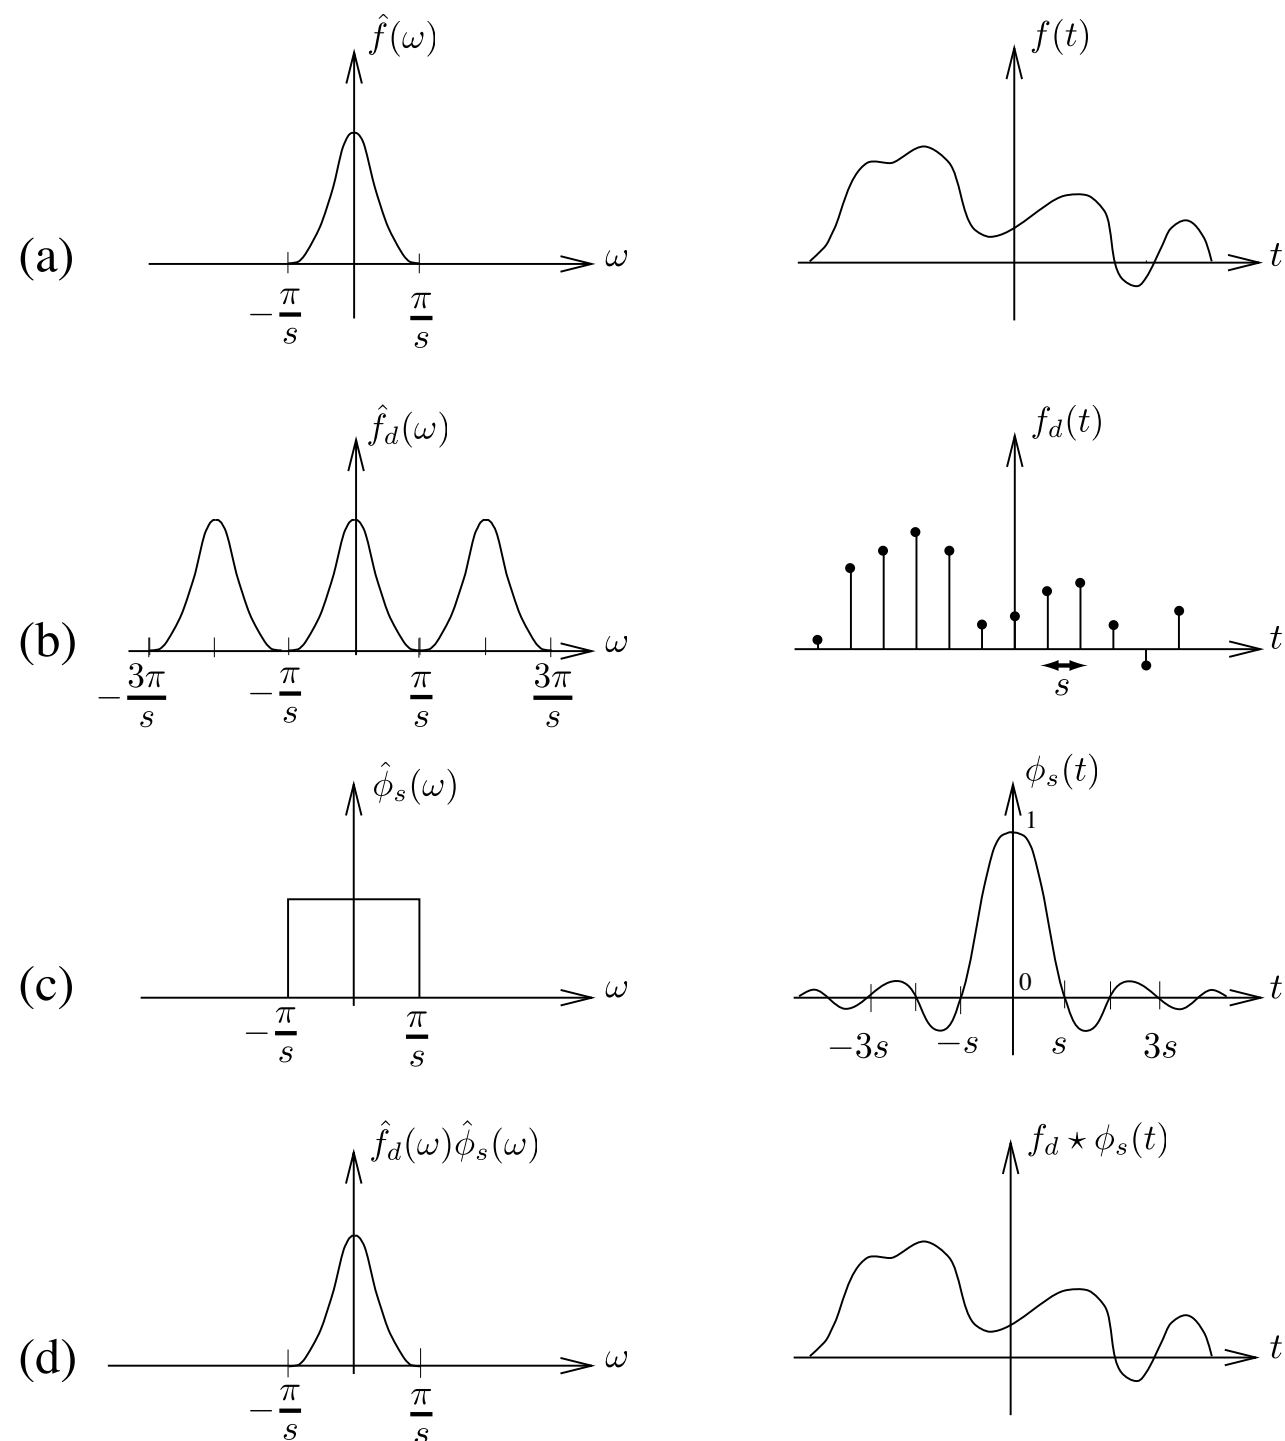 f̂(ω) f(t)
(a) ω t
−π/s π/s
f̂_d(ω) f_d(t)
(b) ω t
−3π/s −π/s π/s 3π/s s
ϕ̂_s(ω) ϕ_s(t)
1
(c) ω 0 t
−π/s π/s −3s −s s 3s
f̂_d(ω)ϕ̂_s(ω) f_d ⋆ ϕ_s(t)
(d) ω t
−π/s π/s